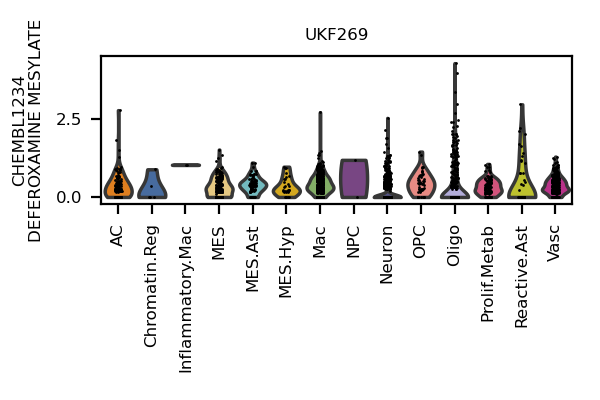 UKF269
CHEMBL1234
DEFEROXAMINE MESYLATE
2.5
0.0
AC
Chromatin.Reg
Inflammatory.Mac
MES
MES.Ast
MES.Hyp
Mac
NPC
Neuron
OPC
Oligo
Prolif.Metab
Reactive.Ast
Vasc